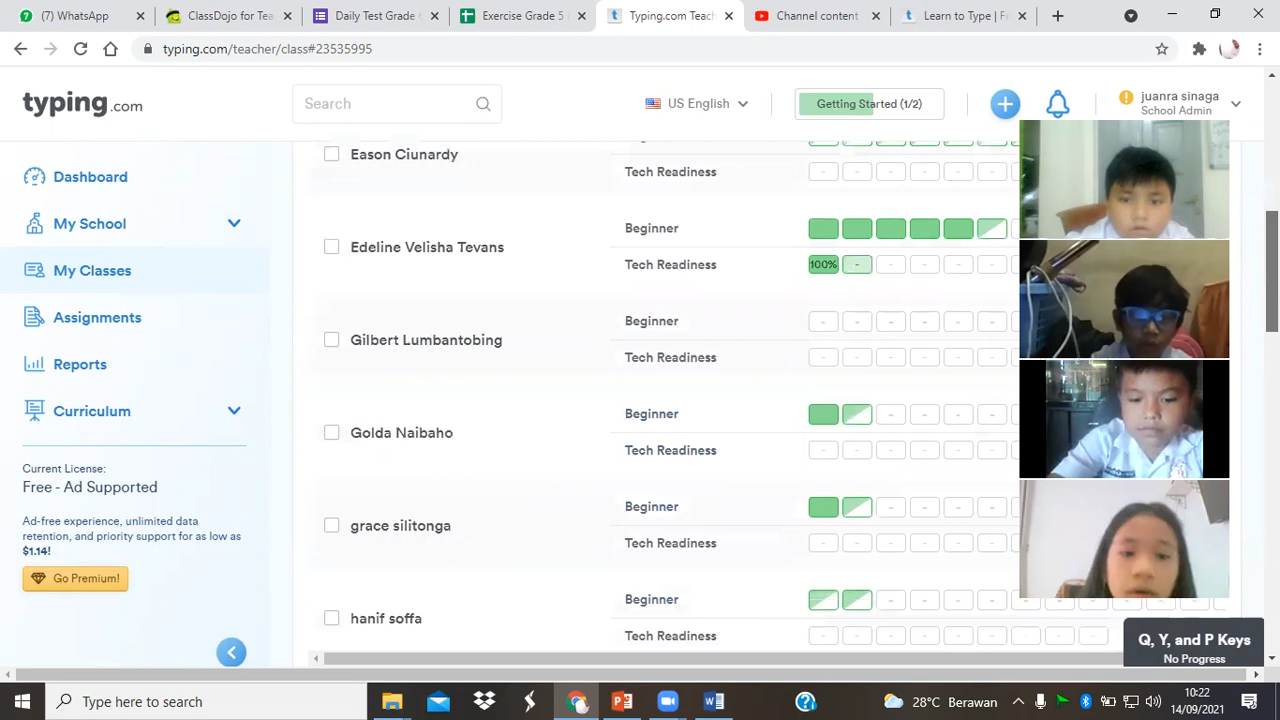 (7) WhatsApp
ClassDojo for Tea
Daily Test Grade
Exercise Grade 5 (
Typing.com Teach
Channel content
Learn to Type | F
typing.com/teacher/class#23535995
typing.com
Search
US English
Getting Started (1/2)
juanra sinaga
School Admin
Dashboard
My School
My Classes
Assignments
Reports
Curriculum
Current License:
Free - Ad Supported
Ad-free experience, unlimited data
retention, and priority support for as low as
$1.14!
Go Premium!
Eason Ciunardy
Tech Readiness
Edeline Velisha Tevans
Beginner
Tech Readiness
100%
Gilbert Lumbantobing
Beginner
Tech Readiness
Golda Naibaho
Beginner
Tech Readiness
grace silitonga
Beginner
Tech Readiness
hanif soffa
Beginner
Tech Readiness
Q, Y, and P Keys
No Progress
Type here to search
28°C Berawan
10:22
14/09/2021